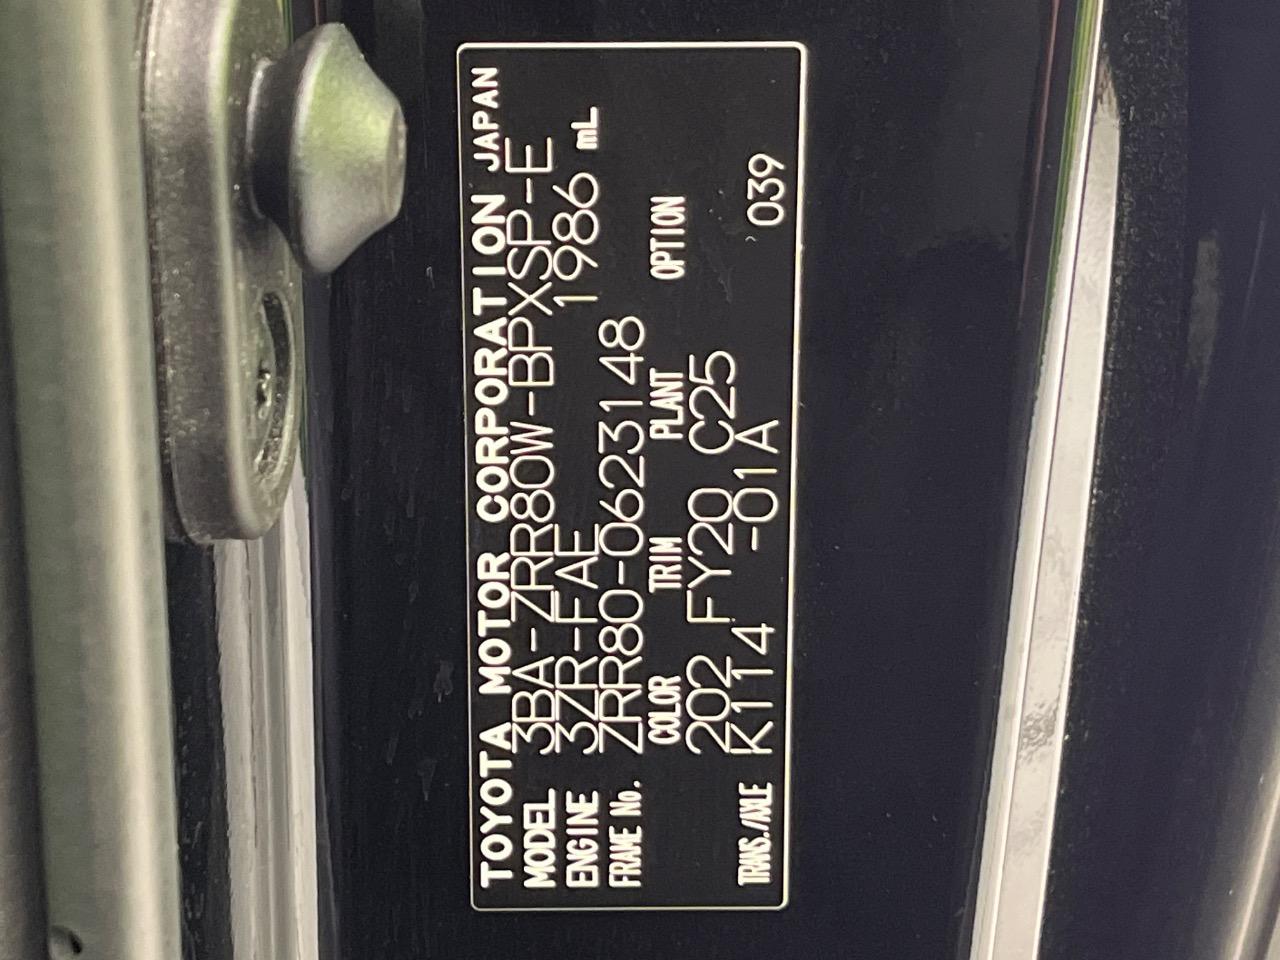 TOYOTA MOTOR CORPORATION JAPAN
MODEL 3BA-ZRR80W-BPXSP-E
ENGINE 3ZR-FAE 1986 mL
FRAME No. ZRR80-0623148
COLOR TRIM PLANT OPTION
202 FY20 C25
TRANS./AXLE K114 -01A 039